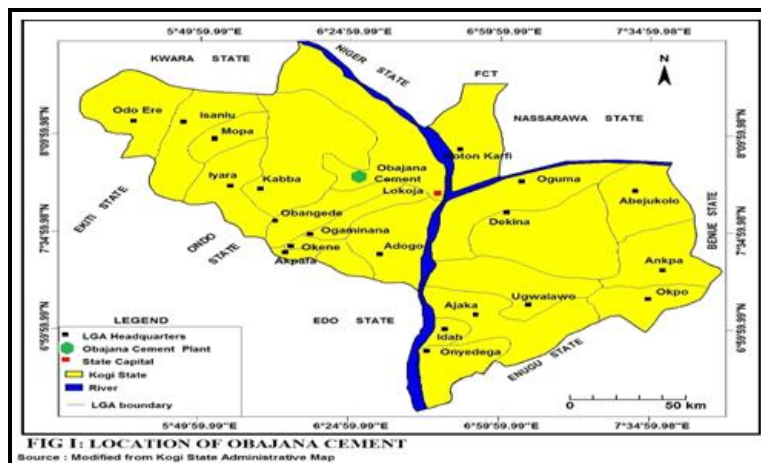 5°49'59.99"E 6°24'59.99"E 6°59'59.99"E 7°34'59.98"E
KWARA STATE
NIGER STATE
FCT
N
NASSARAWA STATE
Odo Ere
Isaniu
Mopa
Koton Karfi
8°09'59.98"N
8°09'59.98"N
Iyara
Kabba
Obajana
Cement
Lokoja
Oguma
Abejukolo
EKITI STATE
Obangede
Dekina
BENUE STATE
7°34'59.98"N
7°34'59.98"N
ONDO
STATE
Ogaminana
Okene
Adogo
Akpafa
Ankpa
Okpo
Ajaka
Ugwalawo
LEGEND
EDO STATE
Idah
Onyedega
ENUGU STATE
6°59'59.99"N
6°59'59.99"N
LGA Headquarters
Obajana Cement Plant
State Capital
Kogi State
River
LGA boundary
0 50 km
5°49'59.99"E 6°24'59.99"E 6°59'59.99"E 7°34'59.98"E
FIG I: LOCATION OF OBAJANA CEMENT
Source : Modified from Kogi State Administrative Map